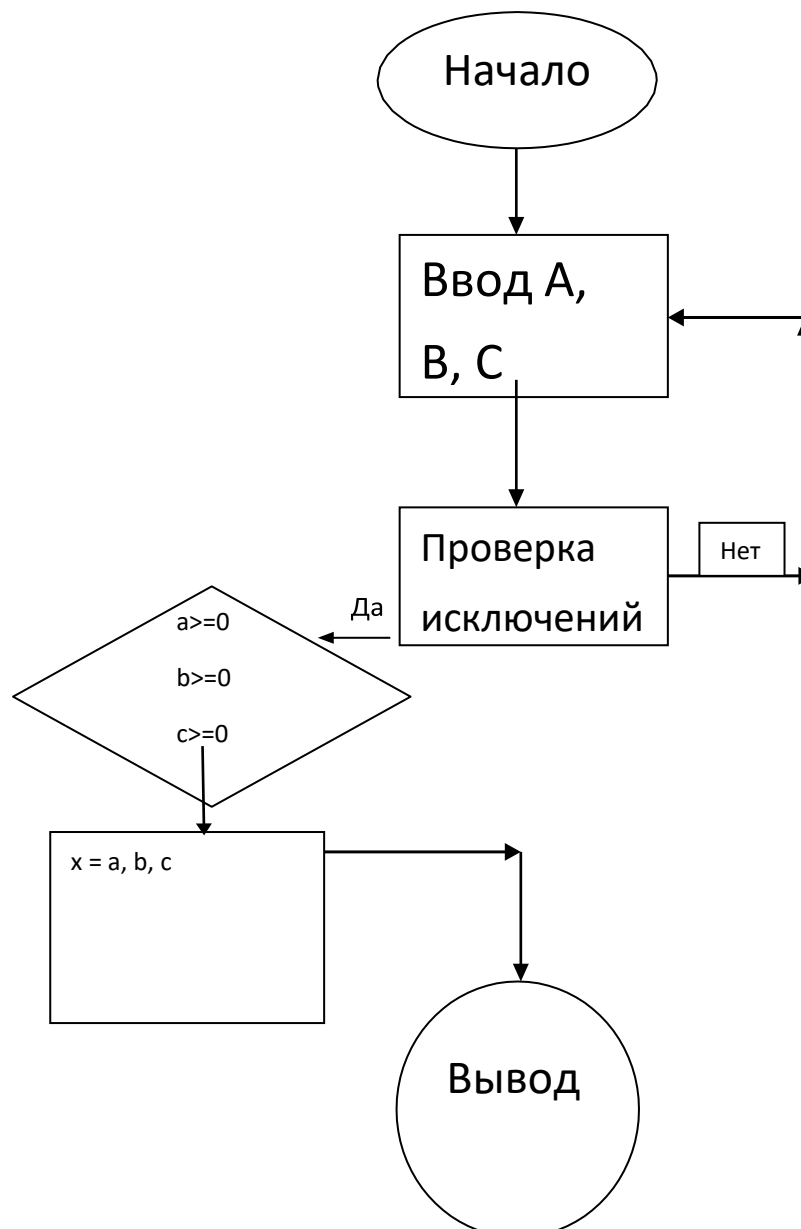 Начало
Ввод А,
В, С
Проверка
исключений
Нет
Да
a>=0
b>=0
c>=0
x = a, b, c
Вывод